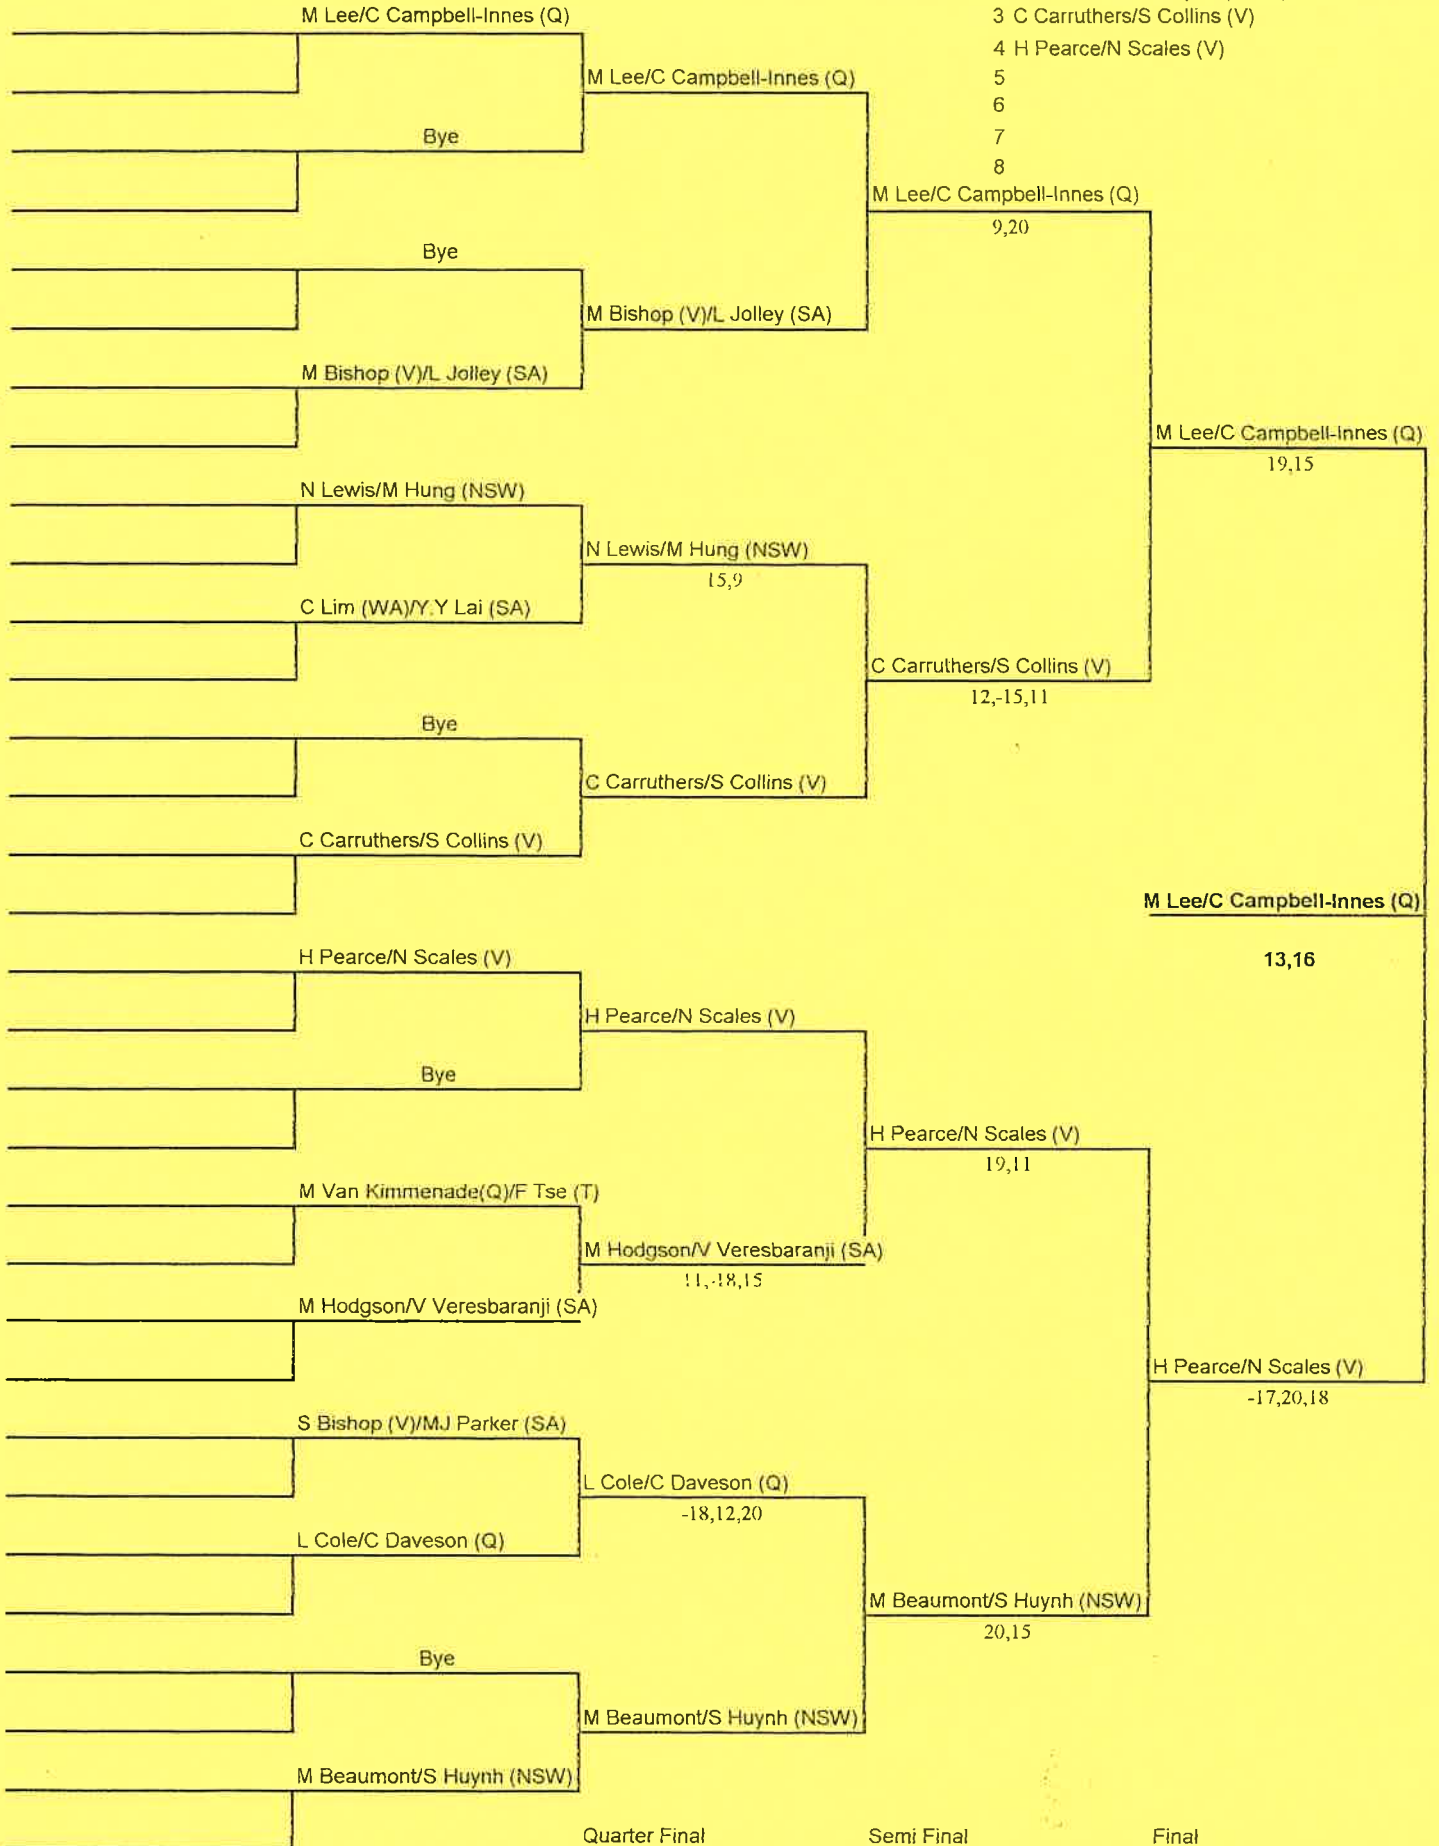 M Lee/C Campbell-Innes (Q)
3 C Carruthers/S Collins (V)
4 H Pearce/N Scales (V)
M Lee/C Campbell-Innes (Q)
5
6
Bye
7
8
M Lee/C Campbell-Innes (Q)
9,20
Bye
M Bishop (V)/L Jolley (SA)
M Bishop (V)/L Jolley (SA)
M Lee/C Campbell-Innes (Q)
19,15
N Lewis/M Hung (NSW)
N Lewis/M Hung (NSW)
15,9
C Lim (WA)/Y.Y Lai (SA)
C Carruthers/S Collins (V)
12,-15,11
Bye
C Carruthers/S Collins (V)
C Carruthers/S Collins (V)
M Lee/C Campbell-Innes (Q)
13,16
H Pearce/N Scales (V)
H Pearce/N Scales (V)
Bye
H Pearce/N Scales (V)
19,11
M Van Kimmenade(Q)/F Tse (T)
M Hodgson/V Veresbaranji (SA)
11,-18,15
M Hodgson/V Veresbaranji (SA)
H Pearce/N Scales (V)
-17,20,18
S Bishop (V)/MJ Parker (SA)
L Cole/C Daveson (Q)
-18,12,20
L Cole/C Daveson (Q)
M Beaumont/S Huynh (NSW)
20,15
Bye
M Beaumont/S Huynh (NSW)
M Beaumont/S Huynh (NSW)
Quarter Final
Semi Final
Final